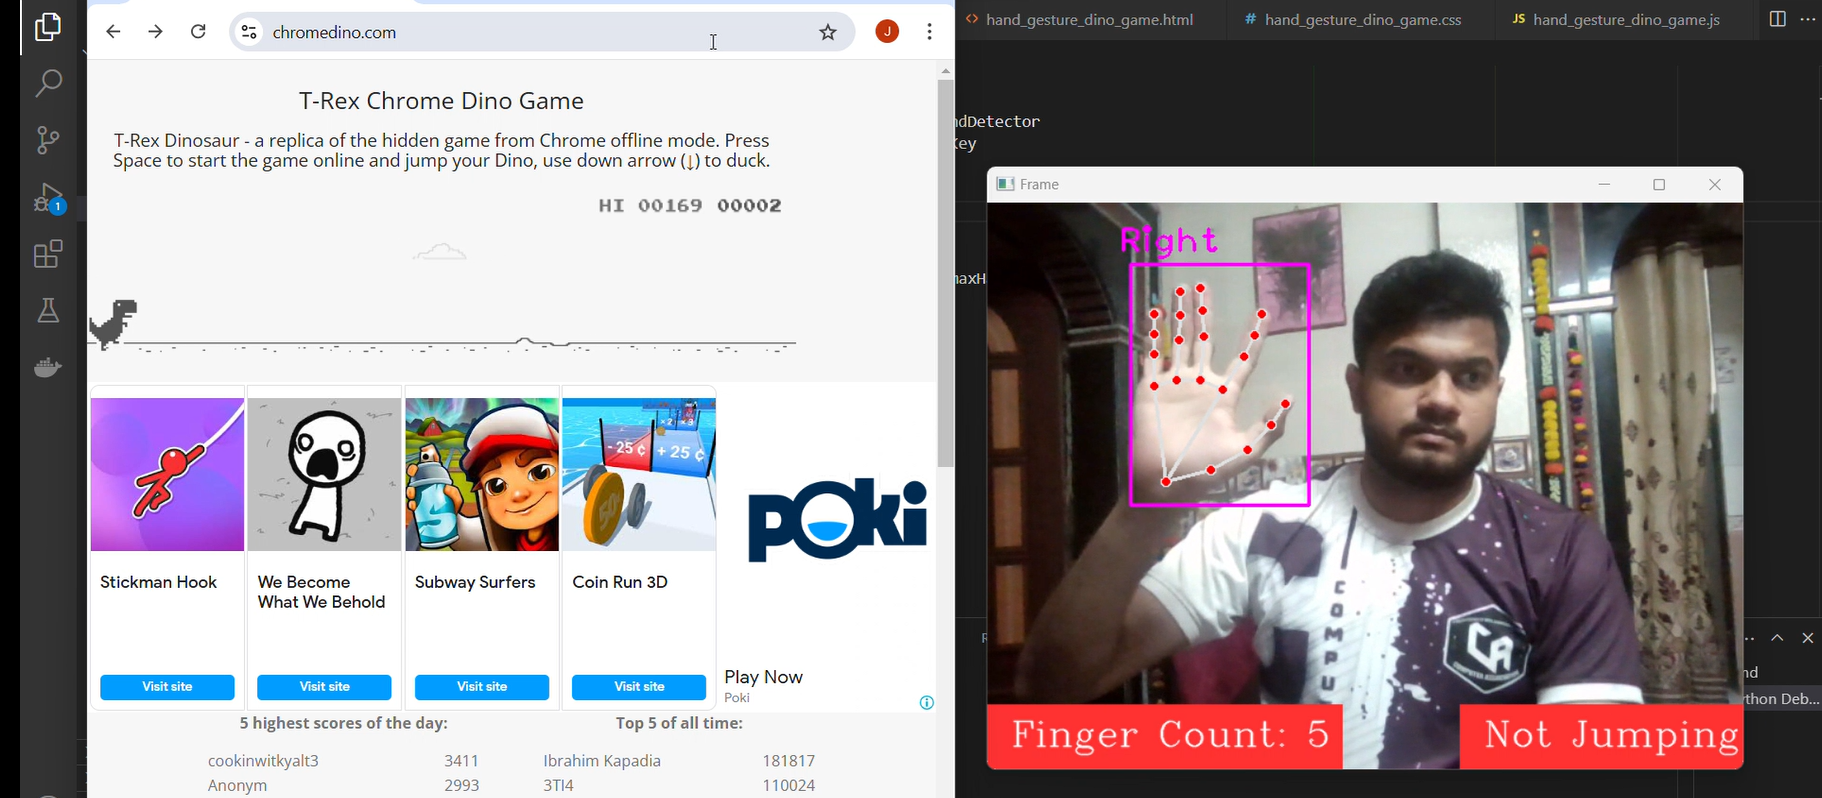 chromedino.com
J
T-Rex Chrome Dino Game
T-Rex Dinosaur - a replica of the hidden game from Chrome offline mode. Press
Space to start the game online and jump your Dino, use down arrow (↓) to duck.
HI 00169 00002
-25¢ +25¢
Stickman Hook
We Become
What We Behold
Subway Surfers
Coin Run 3D
poki
Visit site
Visit site
Visit site
Visit site
Play Now
Poki
5 highest scores of the day:
Top 5 of all time:
cookinwitkyalt3 3411
Ibrahim Kapadia 181817
Anonym 2993
3TI4 110024
1
<> hand_gesture_dino_game.html
# hand_gesture_dino_game.css
JS hand_gesture_dino_game.js
ndDetector
Key
maxH
Frame
Right
COMPU
CA
Finger Count: 5
Not Jumping
nd
ython Deb...